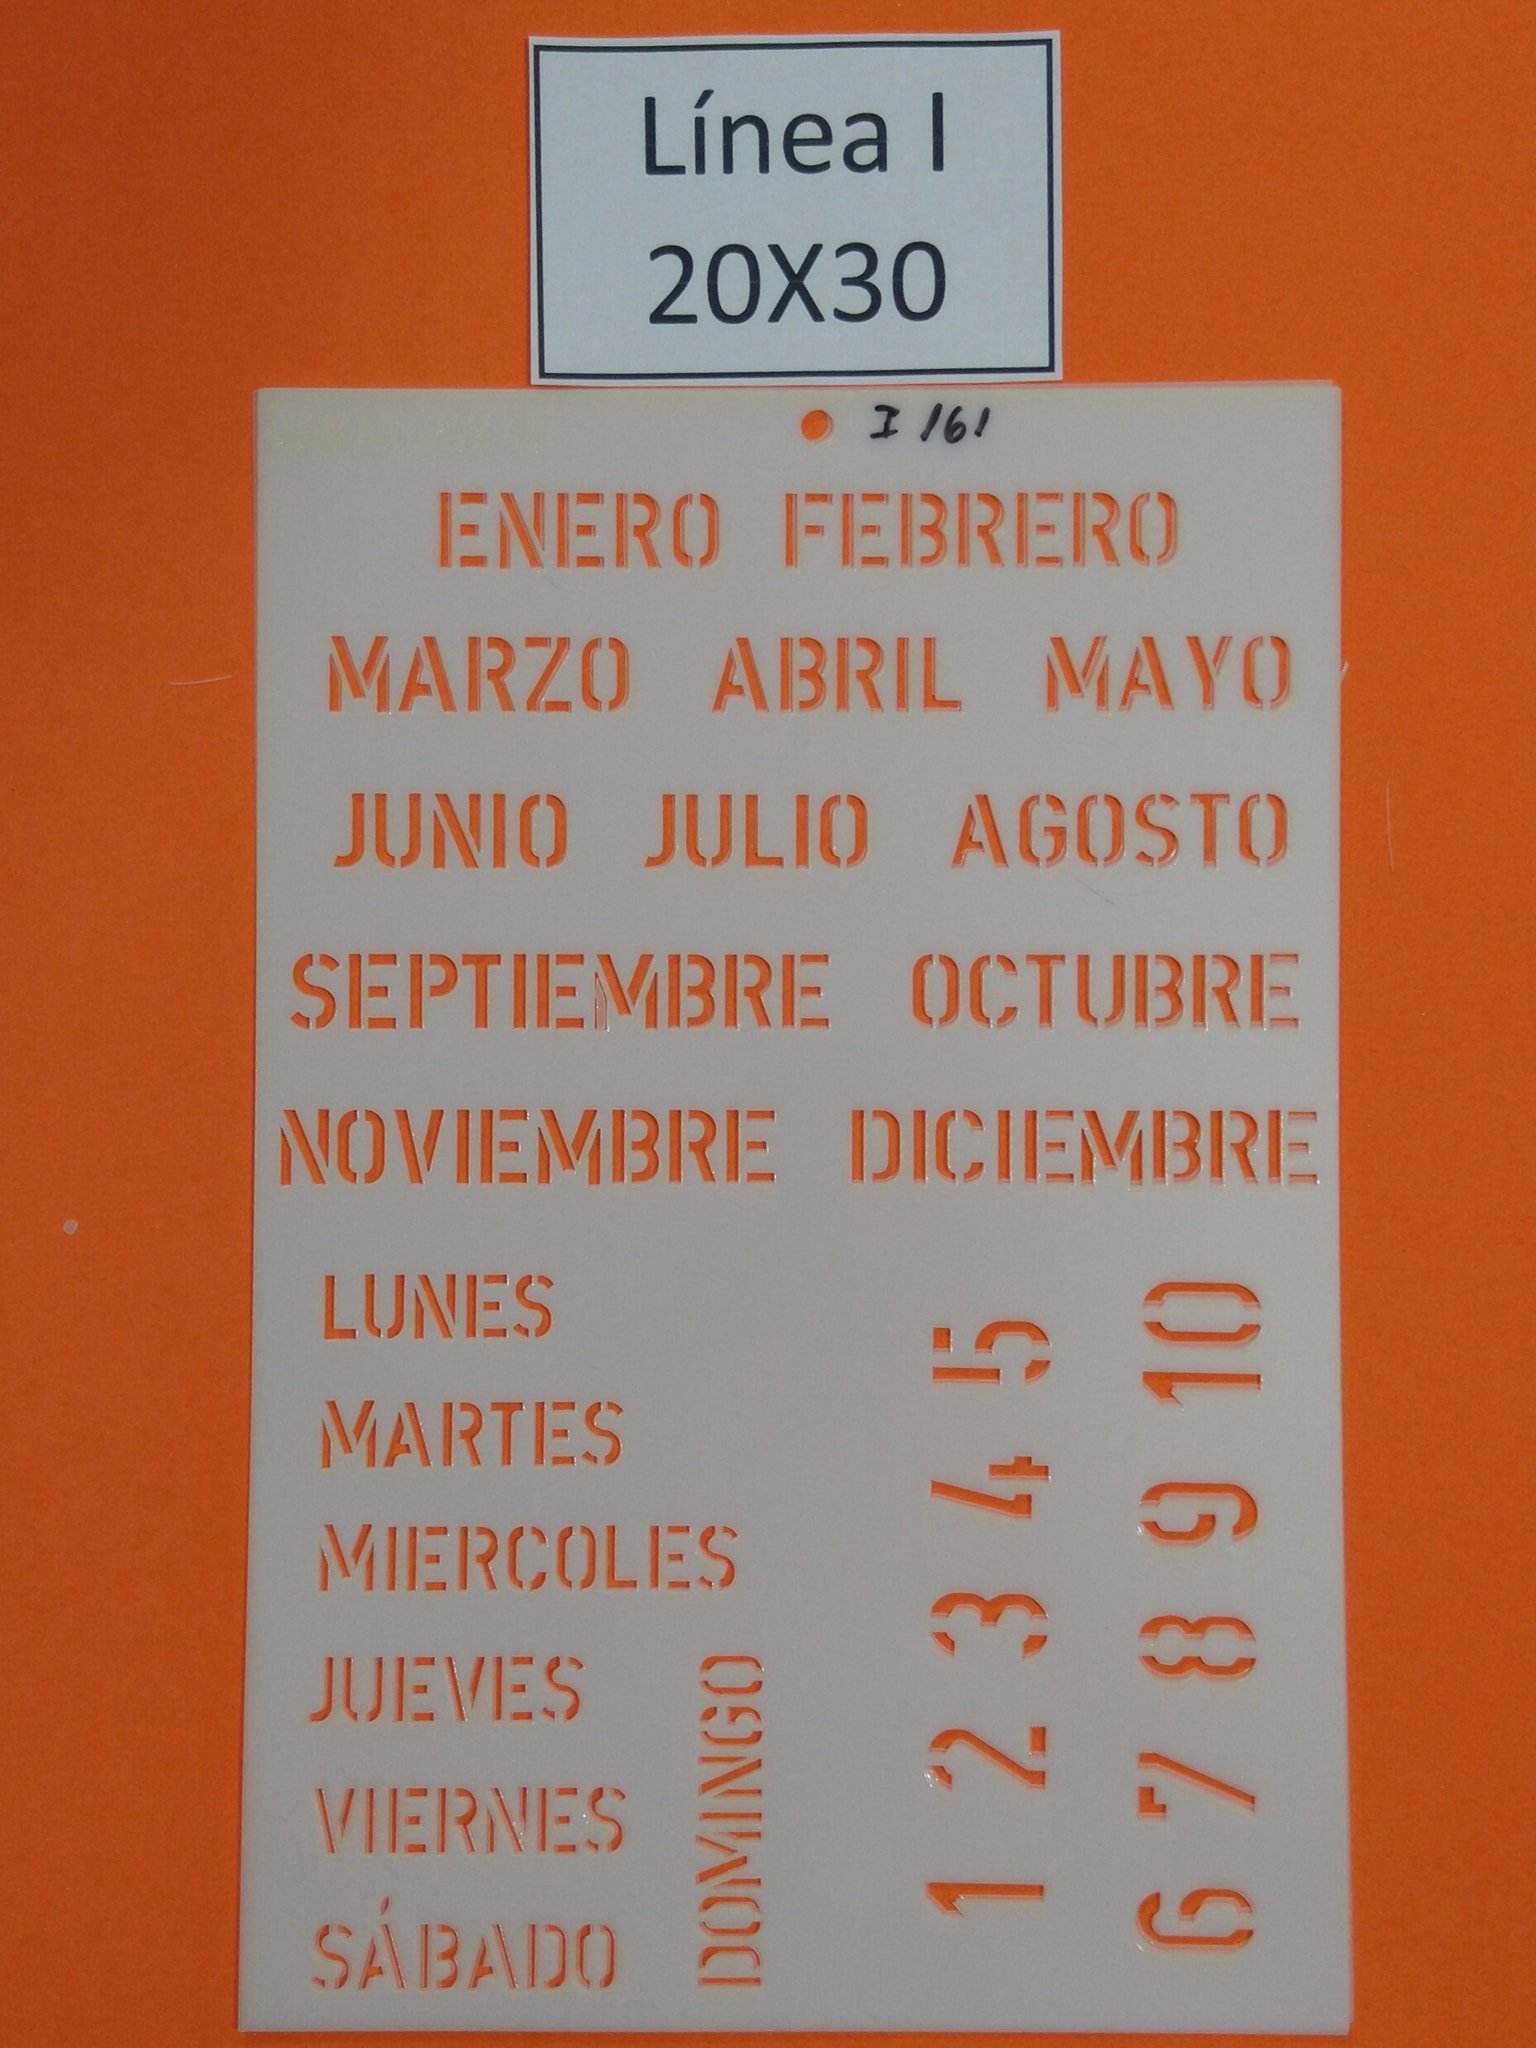 Línea I
20X30
I 161
ENERO FEBRERO
MARZO ABRIL MAYO
JUNIO JULIO AGOSTO
SEPTIEMBRE OCTUBRE
NOVIEMBRE DICIEMBRE
LUNES
MARTES
MIERCOLES
JUEVES
VIERNES
SÁBADO
DOMINGO
1 2 3 4 5
6 7 8 9 10